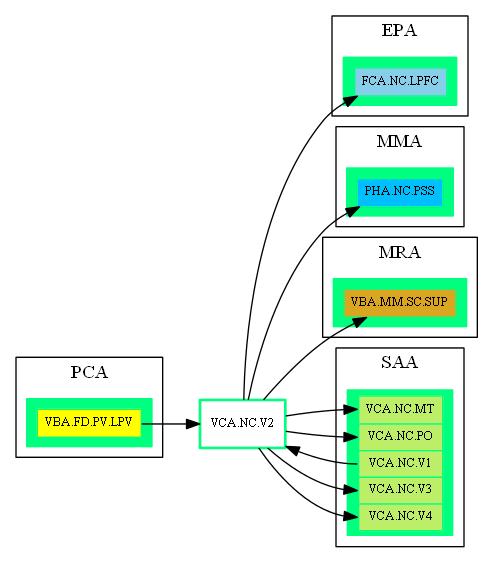 EPA
FCA.NC.LPFC
MMA
PHA.NC.PSS
MRA
VBA.MM.SC.SUP
PCA
VBA.FD.PV.LPV
VCA.NC.V2
SAA
VCA.NC.MT
VCA.NC.PO
VCA.NC.V1
VCA.NC.V3
VCA.NC.V4